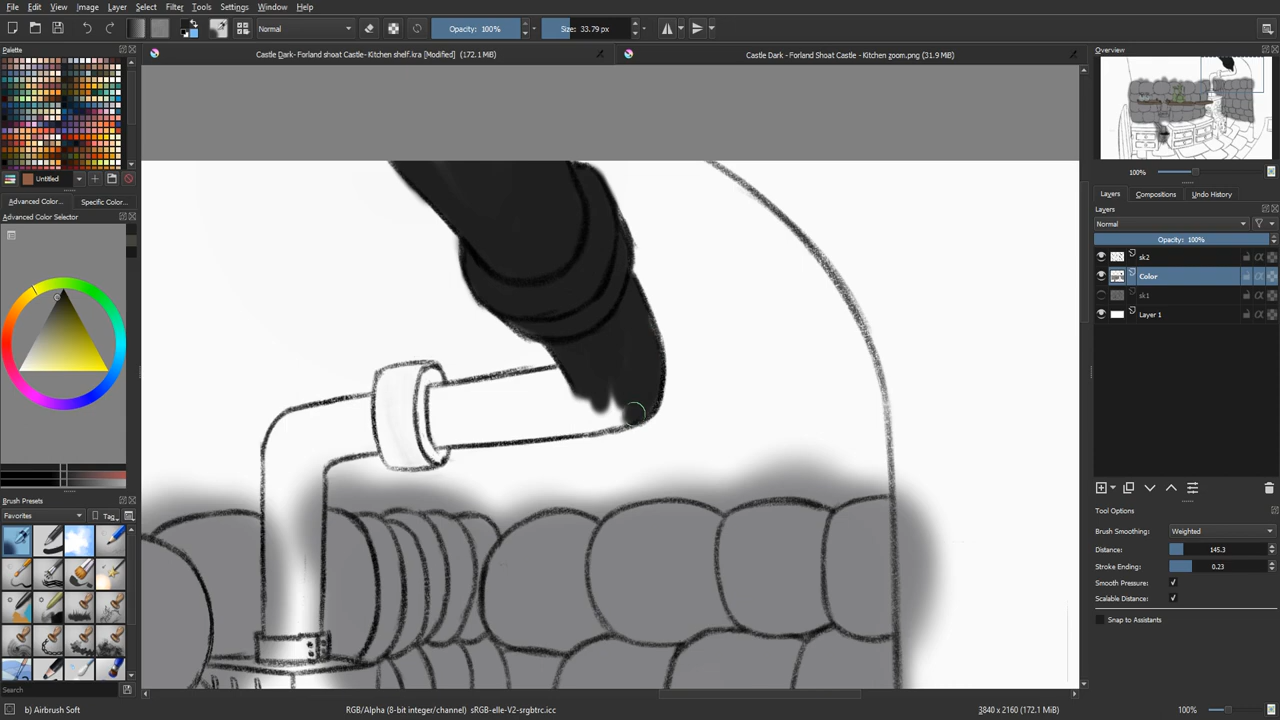 File Edit View Image Layer Select Filter Tools Settings Window Help
Normal Opacity: 100% Size: 33.79 px
Palette
Castle Dark- Forland shoat Castle- Kitchen shelf.kra [Modified] (172.1 MB)
Castle Dark - Forland Shoat Castle - Kitchen zoom.png (31.9 MB)
Overview
Untitled
100%
Advanced Color... Specific Color...
Advanced Color Selector
Layers Compositions Undo History
Layers
Normal
Opacity: 100%
sk2
Color
sk1
Layer 1
Brush Presets
Favorites Tag
Tool Options
Brush Smoothing: Weighted
Distance: 145.3
Stroke Ending: 0.23
Smooth Pressure:
Scalable Distance:
Snap to Assistants
Search
b) Airbrush Soft
RGB/Alpha (8-bit integer/channel) sRGB-elle-V2-srgbtrc.icc
3840 x 2160 (172.1 MiB)
100%